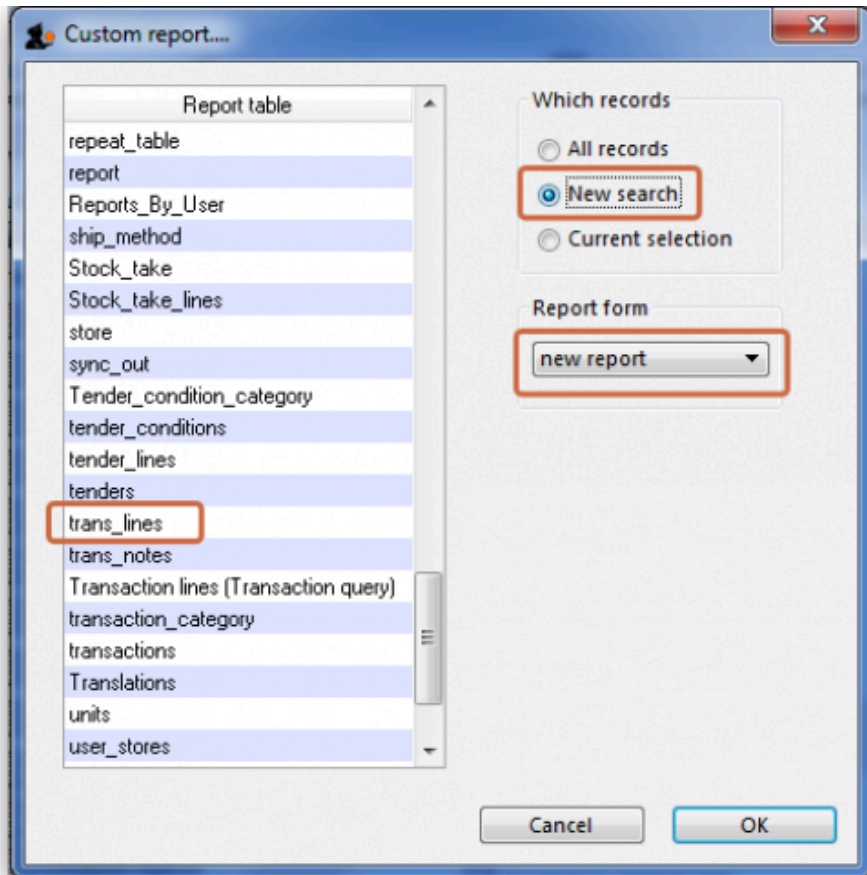 Custom report....
Report table
repeat_table
report
Reports_By_User
ship_method
Stock_take
Stock_take_lines
store
sync_out
Tender_condition_category
tender_conditions
tender_lines
tenders
trans_lines
trans_notes
Transaction lines (Transaction query)
transaction_category
transactions
Translations
units
user_stores
Which records
All records
New search
Current selection
Report form
new report
Cancel
OK